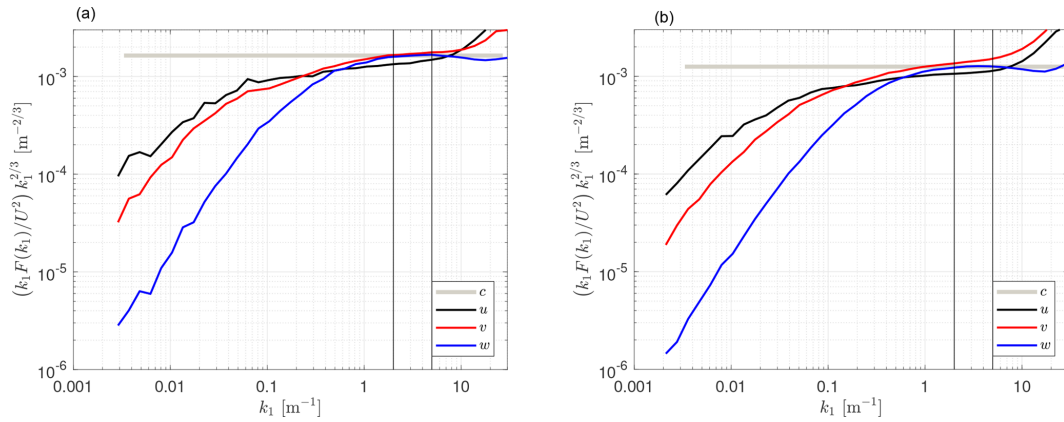 (a)
10^{-3}
10^{-4}
10^{-5}
10^{-6}
(k_1 F(k_1)/U^2) k_1^{2/3} [m^{-2/3}]
c
u
v
w
0.001 0.01 0.1 1 10
k_1 [m^{-1}]
(b)
10^{-3}
10^{-4}
10^{-5}
10^{-6}
(k_1 F(k_1)/U^2) k_1^{2/3} [m^{-2/3}]
c
u
v
w
0.001 0.01 0.1 1 10
k_1 [m^{-1}]